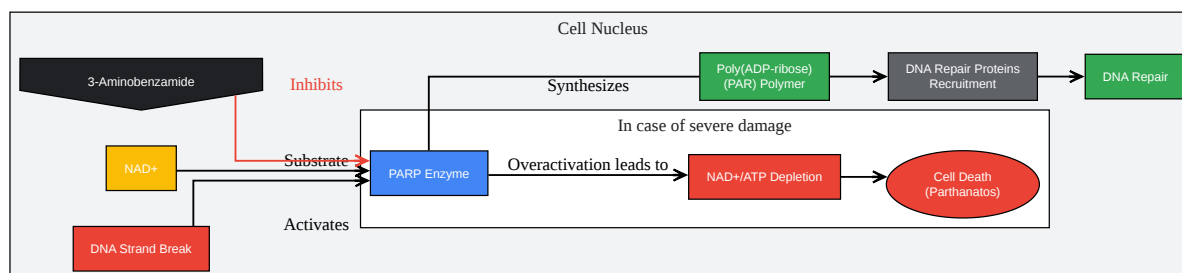 Cell Nucleus
3-Aminobenzamide
Inhibits
Synthesizes
Poly(ADP-ribose)
(PAR) Polymer
DNA Repair Proteins
Recruitment
DNA Repair
In case of severe damage
NAD+
Substrate
PARP Enzyme
Overactivation leads to
NAD+/ATP Depletion
Cell Death
(Parthanatos)
Activates
DNA Strand Break